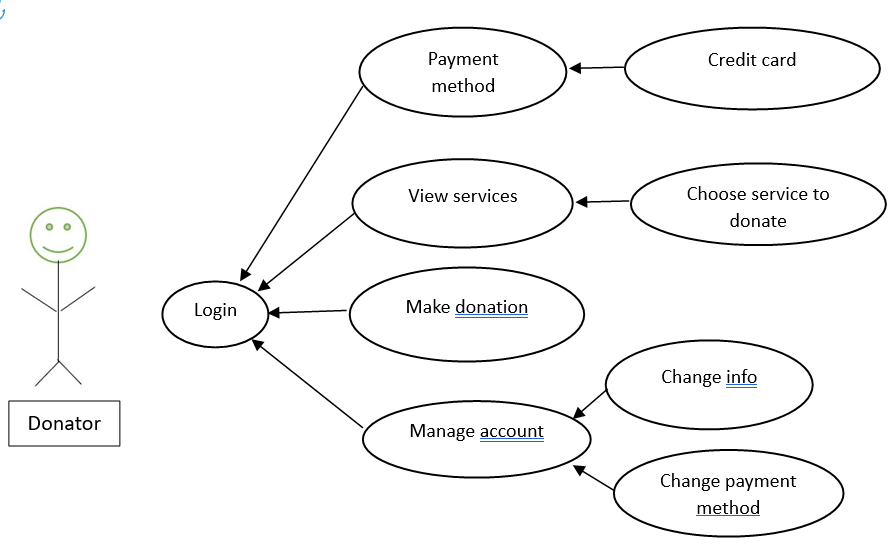 Payment
method
Credit card
View services
Choose service to
donate
Login
Make donation
Change info
Donator
Manage account
Change payment
method